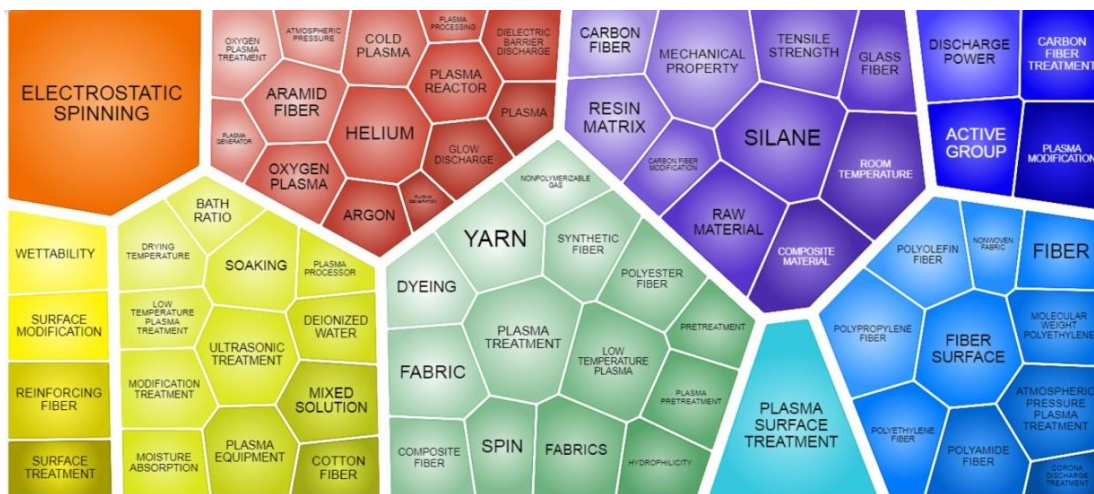 ELECTROSTATIC
SPINNING
OXYGEN
PLASMA
TREATMENT
ATMOSPHERIC
PRESSURE
COLD
PLASMA
PLASMA
PROCESSING
DIELECTRIC
BARRIER
DISCHARGE
ARAMID
FIBER
PLASMA
REACTOR
HELIUM
PLASMA
PLASMA
GENERATOR
OXYGEN
PLASMA
GLOW
DISCHARGE
ARGON
PLASMA
GENERATION
CARBON
FIBER
MECHANICAL
PROPERTY
TENSILE
STRENGTH
GLASS
FIBER
RESIN
MATRIX
SILANE
CARBON FIBER
MODIFICATION
ROOM
TEMPERATURE
RAW
MATERIAL
COMPOSITE
MATERIAL
DISCHARGE
POWER
CARBON
FIBER
TREATMENT
ACTIVE
GROUP
PLASMA
MODIFICATION
WETTABILITY
SURFACE
MODIFICATION
REINFORCING
FIBER
SURFACE
TREATMENT
BATH
RATIO
DRYING
TEMPERATURE
SOAKING
PLASMA
PROCESSOR
LOW
TEMPERATURE
PLASMA
TREATMENT
ULTRASONIC
TREATMENT
DEIONIZED
WATER
MODIFICATION
TREATMENT
MIXED
SOLUTION
MOISTURE
ABSORPTION
PLASMA
EQUIPMENT
COTTON
FIBER
NONPOLYMERIZABLE
GAS
YARN
SYNTHETIC
FIBER
DYEING
POLYESTER
FIBER
PLASMA
TREATMENT
PRETREATMENT
FABRIC
LOW
TEMPERATURE
PLASMA
PLASMA
PRETREATMENT
COMPOSITE
FIBER
SPIN
FABRICS
HYDROPHILICITY
PLASMA
SURFACE
TREATMENT
POLYOLEFIN
FIBER
NONWOVEN
FABRIC
FIBER
POLYPROPYLENE
FIBER
FIBER
SURFACE
MOLECULAR
WEIGHT
POLYETHYLENE
ATMOSPHERIC
PRESSURE
PLASMA
TREATMENT
POLYETHYLENE
FIBER
POLYAMIDE
FIBER
CORONA
DISCHARGE
TREATMENT